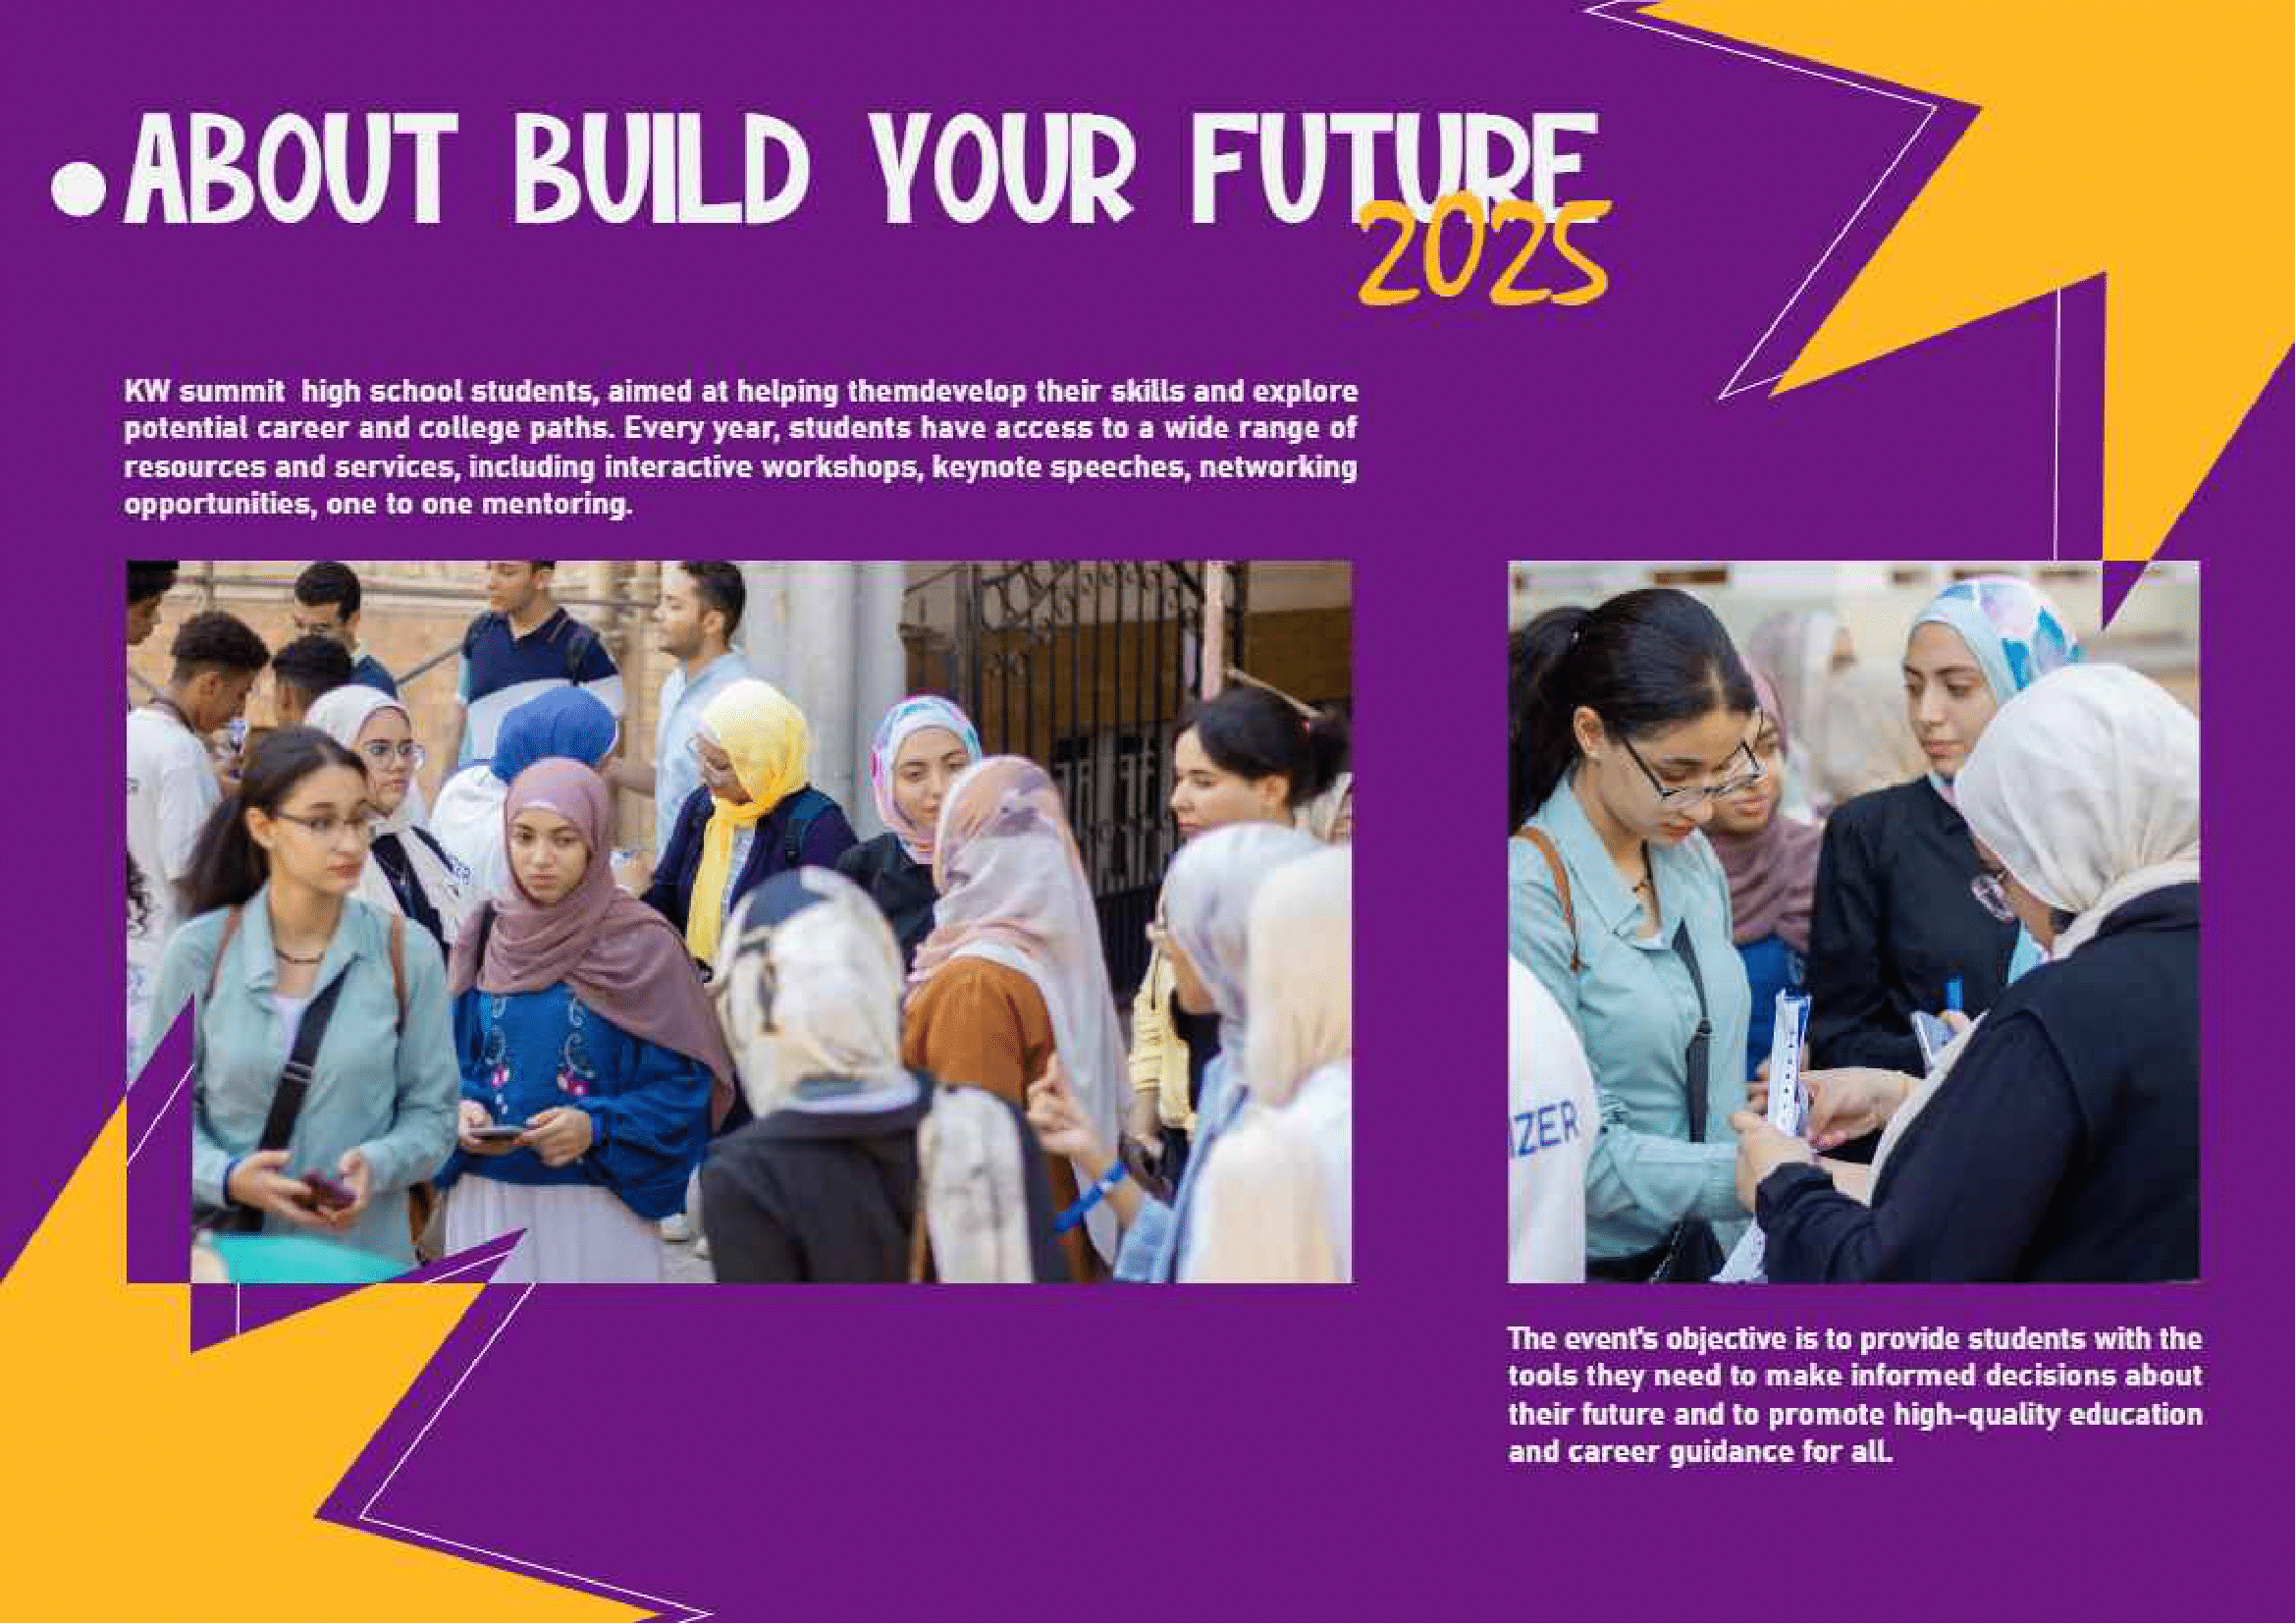 ABOUT BUILD YOUR FUTURE
2025
KW summit high school students, aimed at helping themdevelop their skills and explore
potential career and college paths. Every year, students have access to a wide range of
resources and services, including interactive workshops, keynote speeches, networking
opportunities, one to one mentoring.
IZER
The event's objective is to provide students with the
tools they need to make informed decisions about
their future and to promote high-quality education
and career guidance for all.